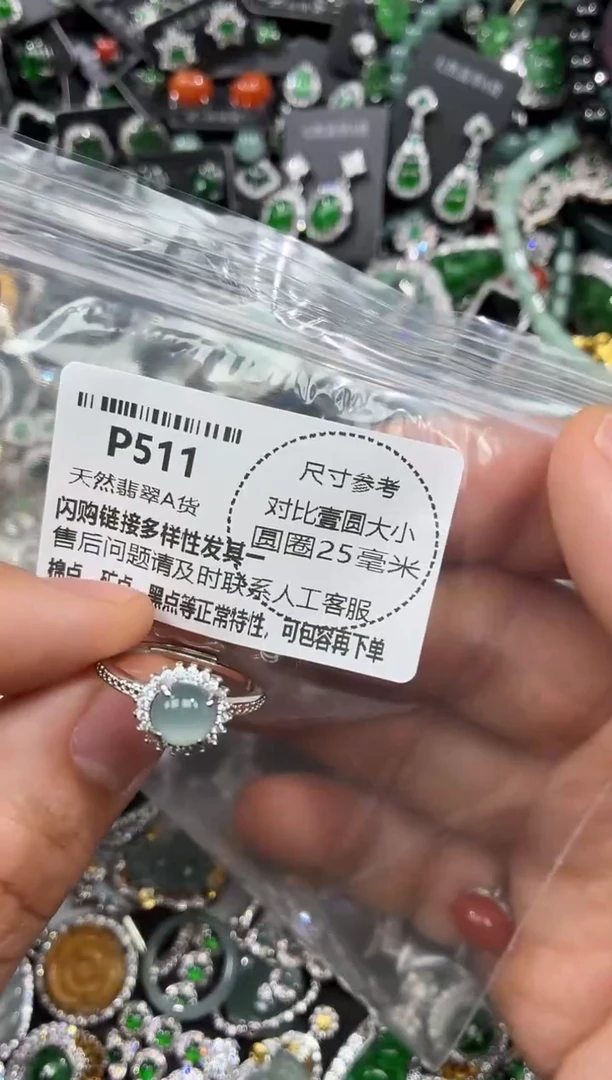 P511
天然翡翠A货
闪购链接多样性发其一
售后问题请及时联系人工客服
棉点、矿点、黑点等正常特性，可包容再下单
尺寸参考
对比壹圆大小
圆圈25毫米